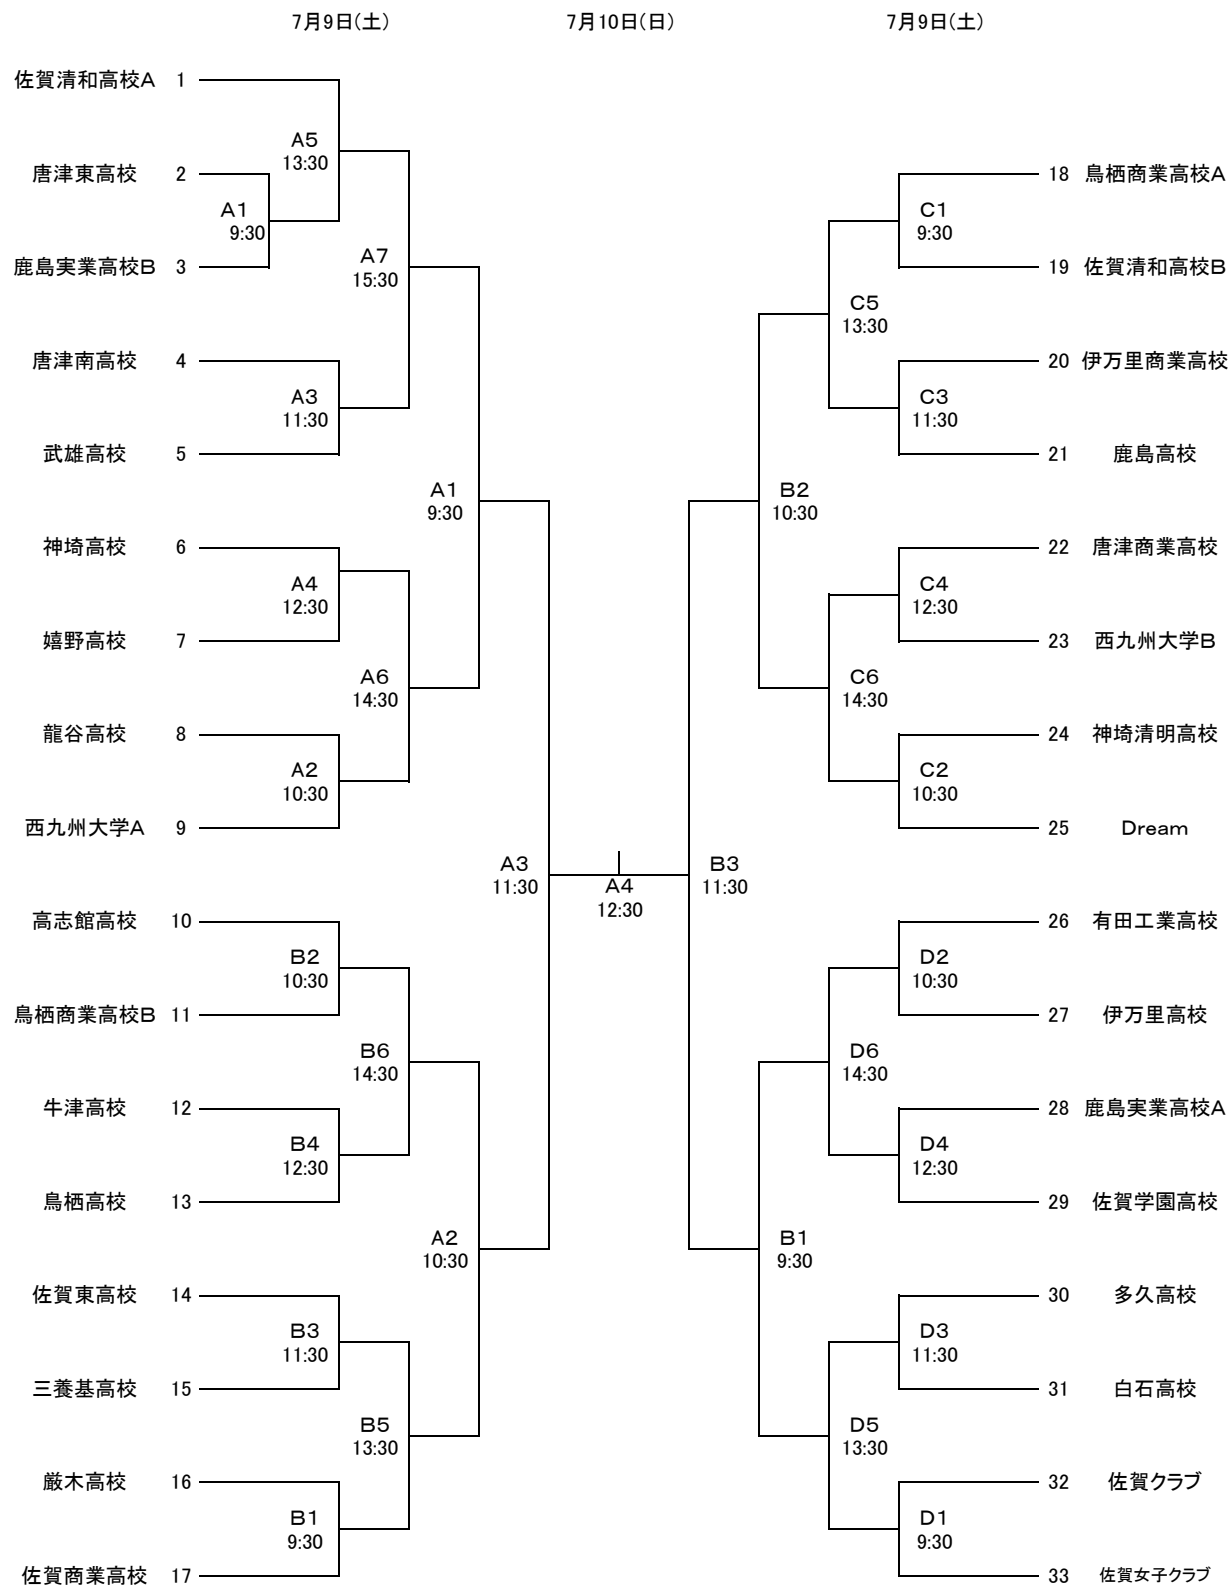 7月9日(土) 7月10日(日) 7月9日(土)
佐賀清和高校A 1
A5
13:30
唐津東高校 2
18 鳥栖商業高校A
A1
9:30
C1
9:30
鹿島実業高校B 3
A7
15:30
19 佐賀清和高校B
C5
13:30
唐津南高校 4
20 伊万里商業高校
A3
11:30
C3
11:30
武雄高校 5
21 鹿島高校
A1
9:30
B2
10:30
神埼高校 6
22 唐津商業高校
A4
12:30
C4
12:30
嬉野高校 7
23 西九州大学B
A6
14:30
C6
14:30
龍谷高校 8
24 神埼清明高校
A2
10:30
C2
10:30
西九州大学A 9
25 Dream
A3
11:30
A4
12:30
B3
11:30
高志館高校 10
26 有田工業高校
B2
10:30
D2
10:30
鳥栖商業高校B 11
27 伊万里高校
B6
14:30
D6
14:30
牛津高校 12
28 鹿島実業高校A
B4
12:30
D4
12:30
鳥栖高校 13
29 佐賀学園高校
A2
10:30
B1
9:30
佐賀東高校 14
30 多久高校
B3
11:30
D3
11:30
三養基高校 15
31 白石高校
B5
13:30
D5
13:30
厳木高校 16
32 佐賀クラブ
B1
9:30
D1
9:30
佐賀商業高校 17
33 佐賀女子クラブ